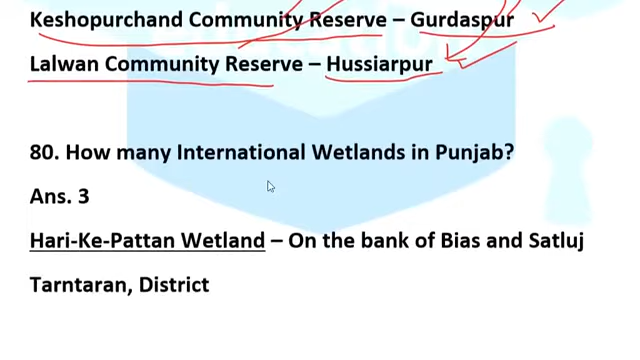 Keshopurchand Community Reserve – Gurdaspur
Lalwan Community Reserve – Hussiarpur
80. How many International Wetlands in Punjab?
Ans. 3
Hari-Ke-Pattan Wetland – On the bank of Bias and Satluj
Tarntaran, District